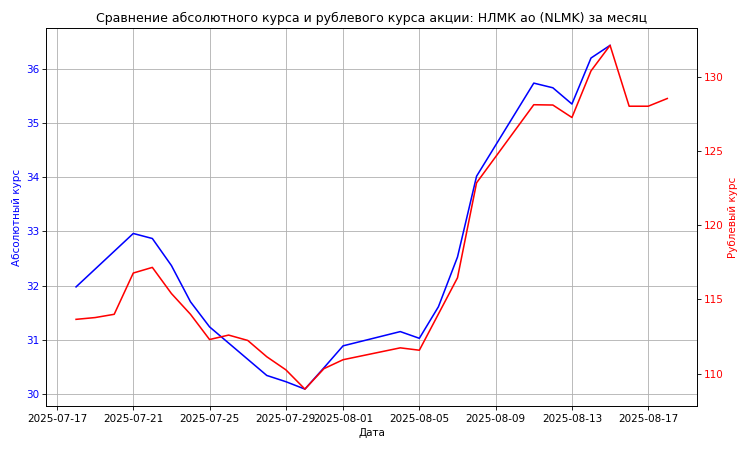 Сравнение абсолютного курса и рублевого курса акции: НЛМК ао (NLMK) за месяц
Абсолютный курс
36
35
34
33
32
31
30
130
125
120
115
110
Рублевый курс
2025-07-17 2025-07-21 2025-07-25 2025-07-29 2025-08-01 2025-08-05 2025-08-09 2025-08-13 2025-08-17
Дата